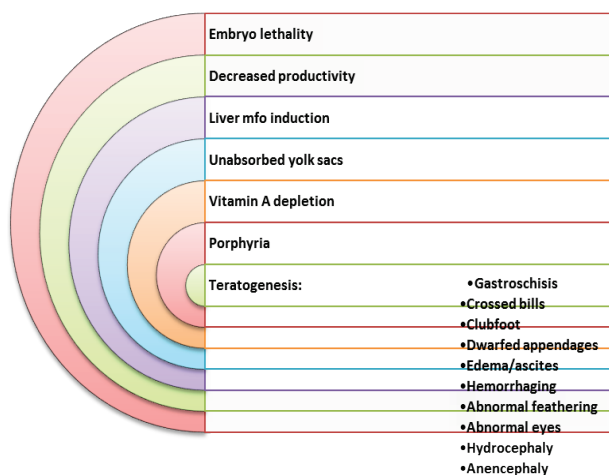 Embryo lethality
Decreased productivity
Liver mfo induction
Unabsorbed yolk sacs
Vitamin A depletion
Porphyria
Teratogenesis:
•Gastroschisis
•Crossed bills
•Clubfoot
•Dwarfed appendages
•Edema/ascites
•Hemorrhaging
•Abnormal feathering
•Abnormal eyes
•Hydrocephaly
•Anencephaly